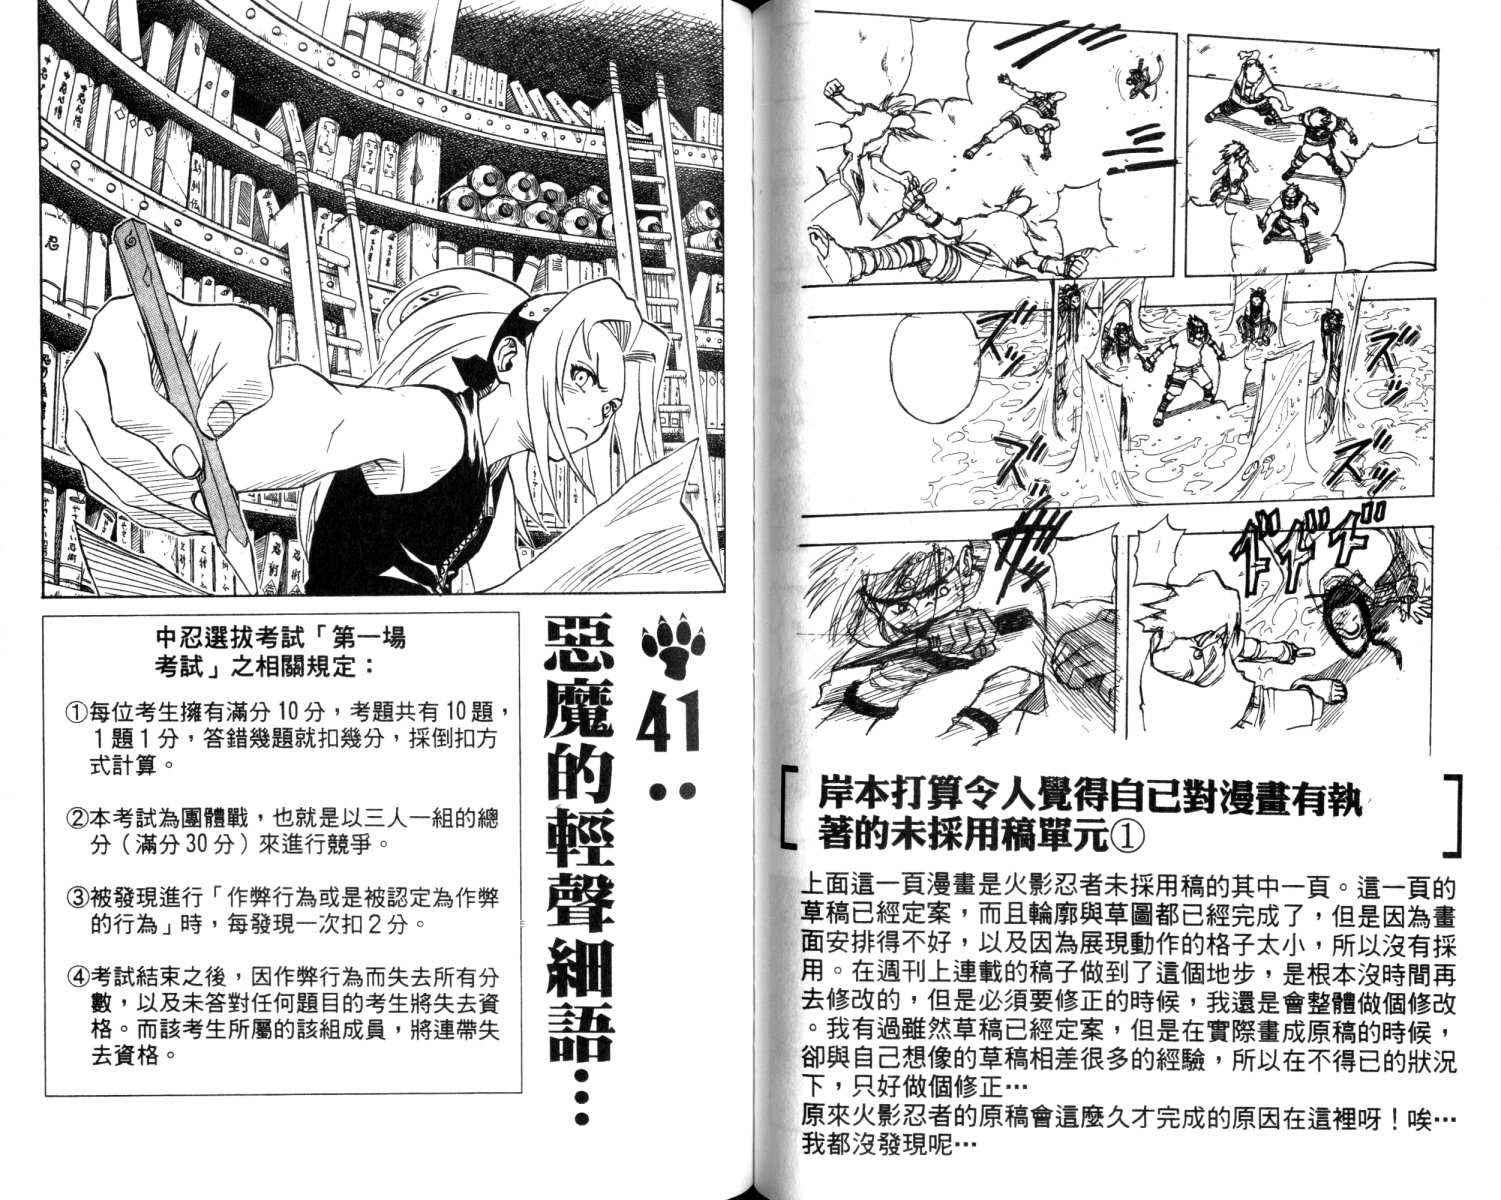 岸本打算令人覺得自己對漫畫有執
著的未採用稿單元①
上面這一頁漫畫是火影忍者未採用稿的其中一頁。這一頁的
草稿已經定案，而且輪廓與草圖都已經完成了，但是因為畫
面安排得不好，以及因為展現動作的格子太小，所以沒有採
用。在週刊上連載的稿子做到了這個地步，是根本沒時間再
去修改的，但是必須要修正的時候，我還是會整體做個修改
。我有過雖然草稿已經定案，但是在實際畫成原稿的時候，
卻與自己想像的草稿相差很多的經驗，所以在不得已的狀況
下，只好做個修正…
原來火影忍者的原稿會這麼久才完成的原因在這裡呀！唉…
我都沒發現呢…
ズズ
ズズ
ズズ
ズズ
ギギギ
41：
惡魔的輕聲細語…
中忍選拔考試「第一場
考試」之相關規定：
①每位考生擁有滿分10分，考題共有10題，
1題1分，答錯幾題就扣幾分，採倒扣方
式計算。
②本考試為團體戰，也就是以三人一組的總
分（滿分30分）來進行競爭。
③被發現進行「作弊行為或是被認定為作弊
的行為」時，每發現一次扣2分。
④考試結束之後，因作弊行為而失去所有分
數，以及未答對任何題目的考生將失去資
格。而該考生所屬的該組成員，將連帶失
去資格。